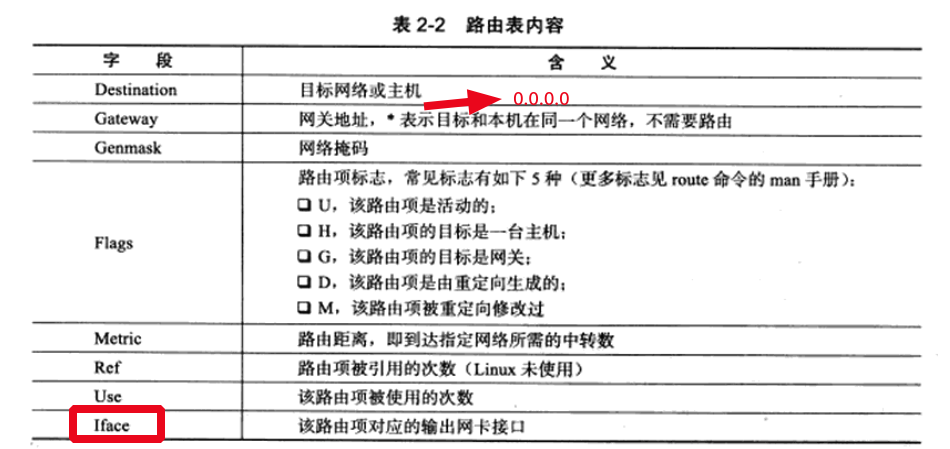 表 2-2 路由表内容
字 段 含 义
Destination 目标网络或主机
0.0.0.0
Gateway 网关地址，* 表示目标和本机在同一个网络，不需要路由
Genmask 网络掩码
路由项标志，常见标志有如下 5 种（更多标志见 route 命令的 man 手册）：
❑ U，该路由项是活动的；
❑ H，该路由项的目标是一台主机；
Flags ❑ G，该路由项的目标是网关；
❑ D，该路由项是由重定向生成的；
❑ M，该路由项被重定向修改过
Metric 路由距离，即到达指定网络所需的中转数
Ref 路由项被引用的次数（Linux 未使用）
Use 该路由项被使用的次数
Iface 该路由项对应的输出网卡接口